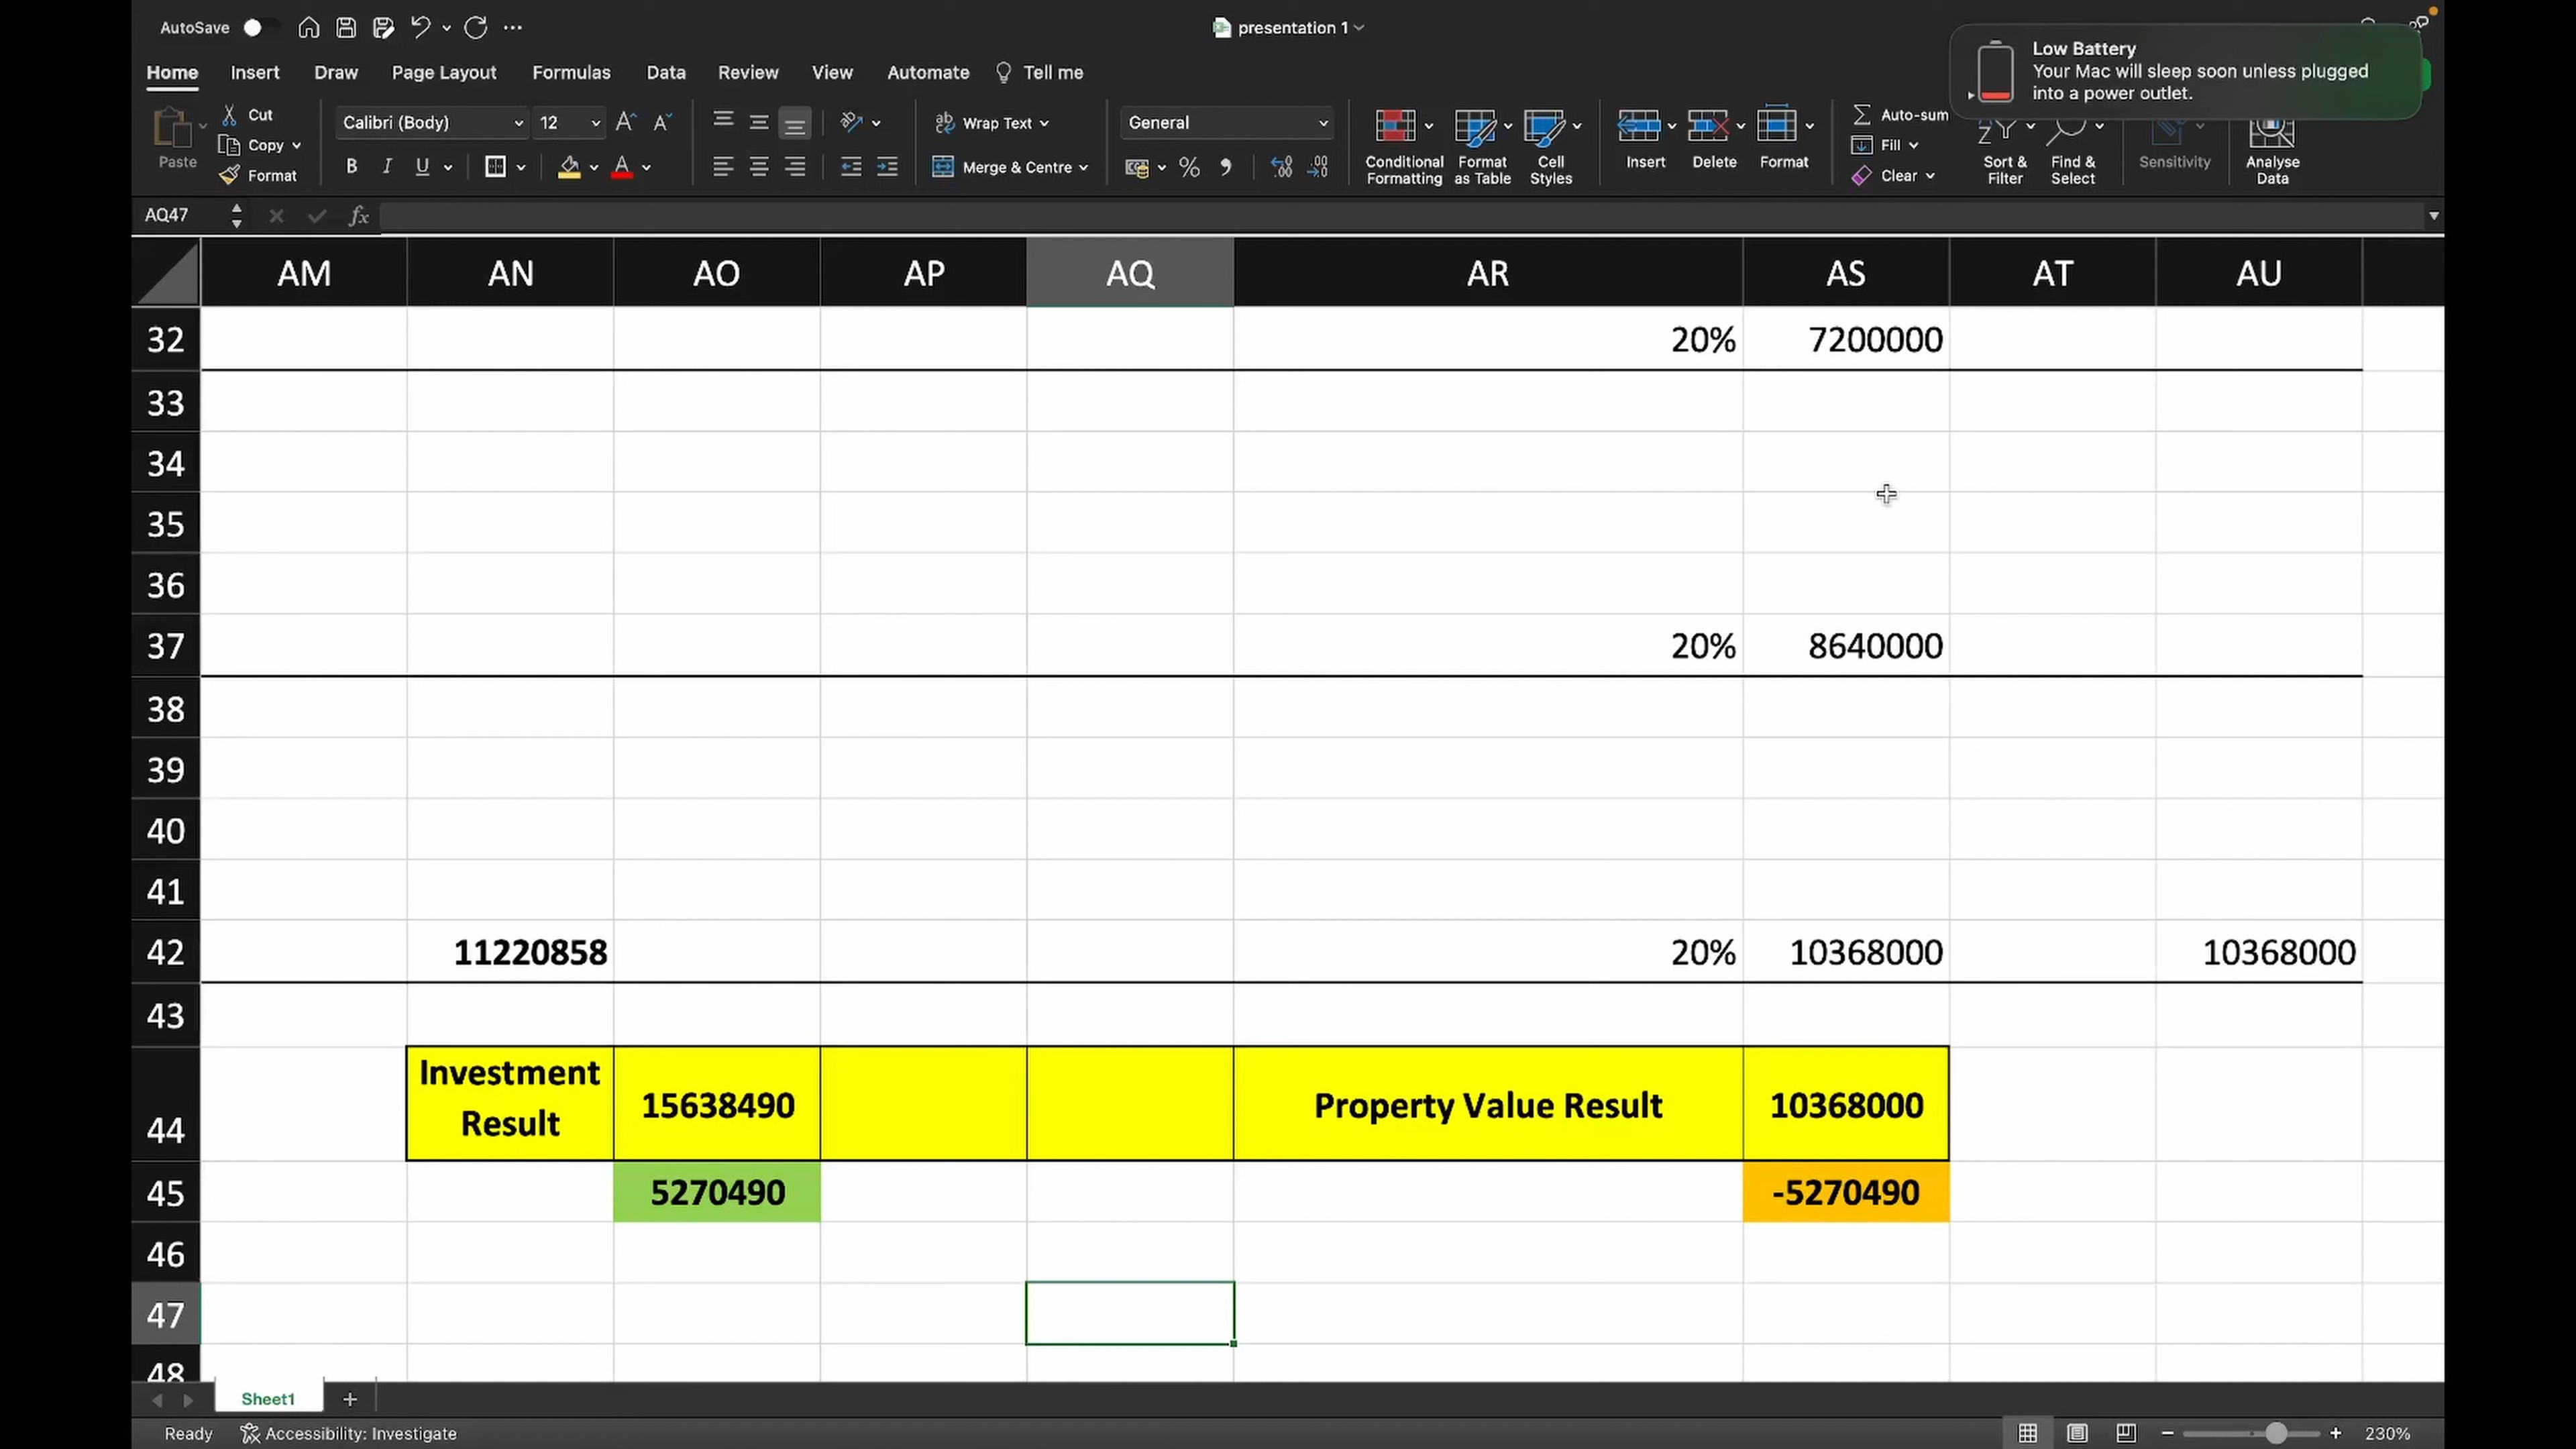 AutoSave
presentation 1
Low Battery
Your Mac will sleep soon unless plugged
into a power outlet.
Home Insert Draw Page Layout Formulas Data Review View Automate Tell me
Paste
Cut
Copy
Format
Calibri (Body) 12
B I U A
Wrap Text
Merge & Centre
General
%
Conditional
Formatting
Format
as Table
Cell
Styles
Insert
Delete
Format
Auto-sum
Fill
Clear
Sort &
Filter
Find &
Select
Sensitivity
Analyse
Data
AQ47 fx
AM AN AO AP AQ AR AS AT AU
32 20% 7200000
33
34
35
36
37 20% 8640000
38
39
40
41
42 11220858 20% 10368000 10368000
43
44 Investment
Result 15638490 Property Value Result 10368000
45 5270490 -5270490
46
47
48
Sheet1 +
Ready Accessibility: Investigate 230%